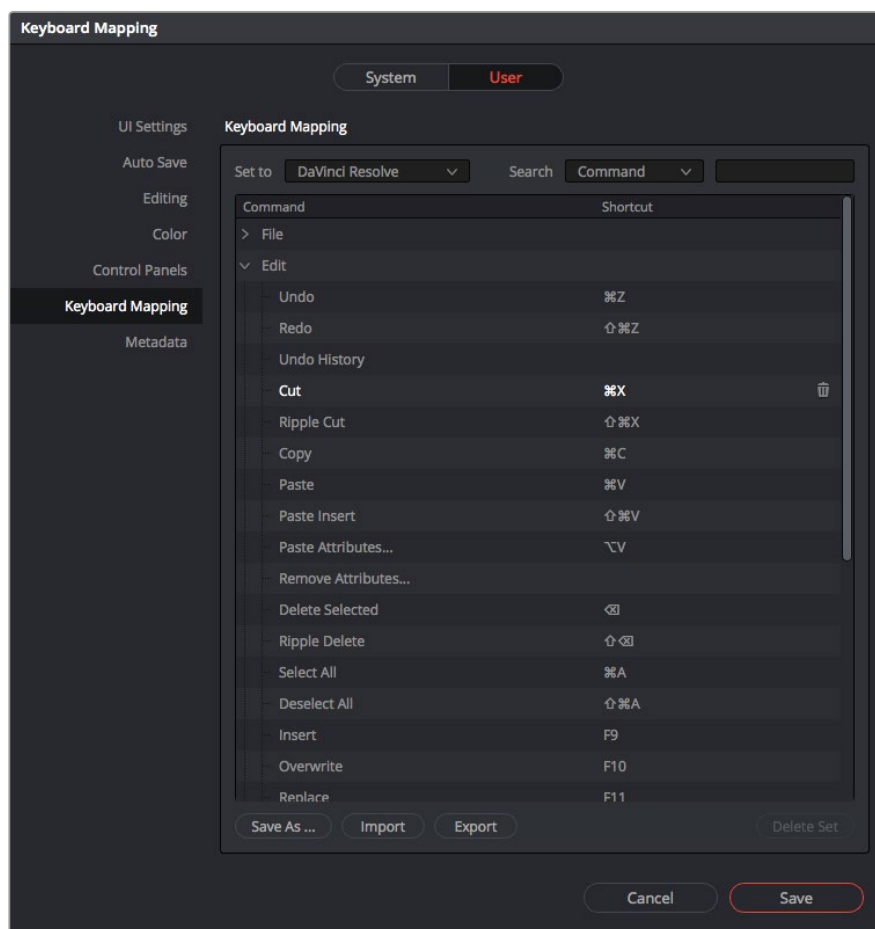 Keyboard Mapping
System User
UI Settings
Auto Save
Editing
Color
Control Panels
Keyboard Mapping
Metadata
Keyboard Mapping
Set to DaVinci Resolve Search Command
Command Shortcut
File
Edit
Undo ⌘Z
Redo ⇧⌘Z
Undo History
Cut ⌘X
Ripple Cut ⇧⌘X
Copy ⌘C
Paste ⌘V
Paste Insert ⇧⌘V
Paste Attributes... ⌥V
Remove Attributes...
Delete Selected ⌫
Ripple Delete ⇧⌫
Select All ⌘A
Deselect All ⇧⌘A
Insert F9
Overwrite F10
Replace F11
Save As ... Import Export Delete Set
Cancel Save